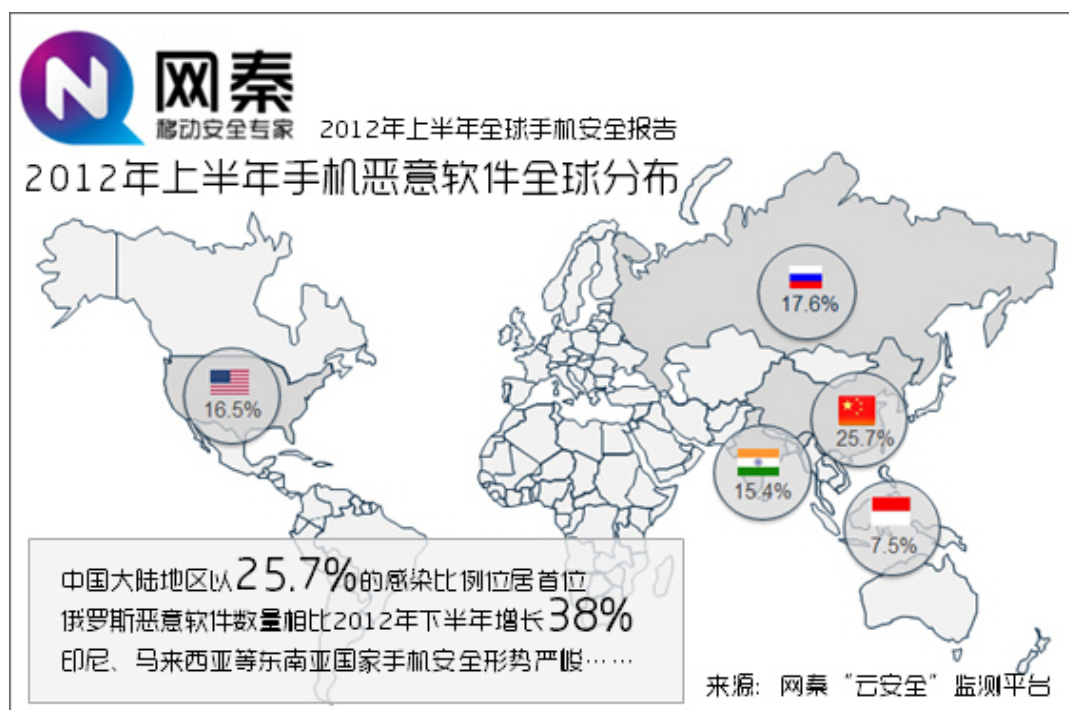 N
网秦
移动安全专家
2012年上半年全球手机安全报告
2012年上半年手机恶意软件全球分布
17.6%
16.5%
25.7%
15.4%
7.5%
中国大陆地区以25.7%的感染比例位居首位
俄罗斯恶意软件数量相比2012年下半年增长38%
印尼、马来西亚等东南亚国家手机安全形势严峻……
来源：网秦“云安全”监测平台